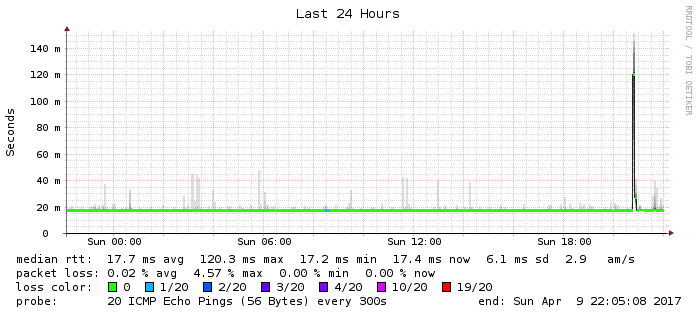 Last 24 Hours
RRDTOOL / TOBI OETIKER
Seconds
140 m
120 m
100 m
80 m
60 m
40 m
20 m
0
Sun 00:00 Sun 06:00 Sun 12:00 Sun 18:00
median rtt: 17.7 ms avg 120.3 ms max 17.2 ms min 17.4 ms now 6.1 ms sd 2.9 am/s
packet loss: 0.02 % avg 4.57 % max 0.00 % min 0.00 % now
loss color: 0 1/20 2/20 3/20 4/20 10/20 19/20
probe: 20 ICMP Echo Pings (56 Bytes) every 300s end: Sun Apr 9 22:05:08 2017